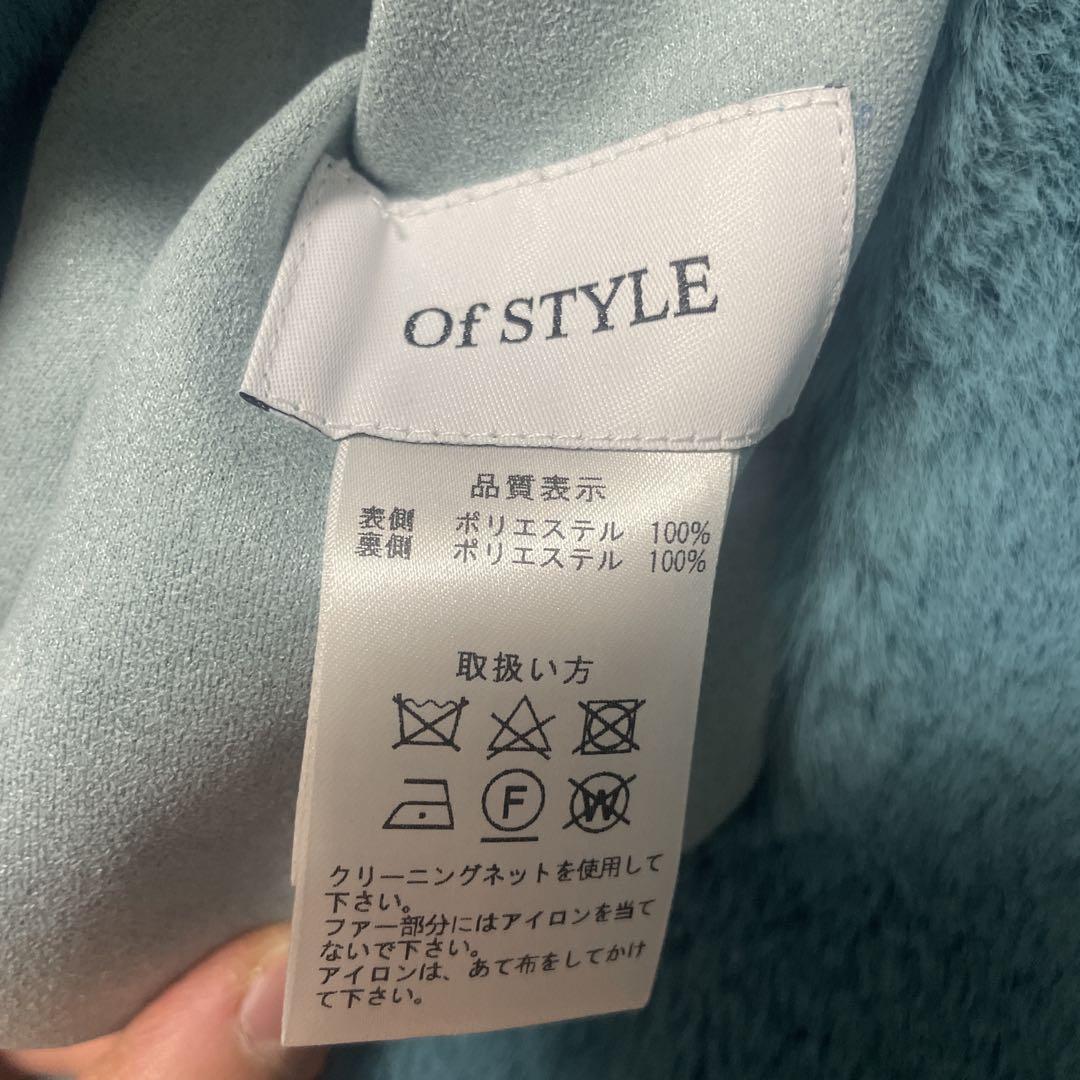 Of STYLE
品質表示
表側 ポリエステル 100%
裏側 ポリエステル 100%
取扱い方
F W
クリーニングネットを使用して
下さい。
ファー部分にはアイロンを当て
ないで下さい。
アイロンは、あて布をしてかけ
て下さい。